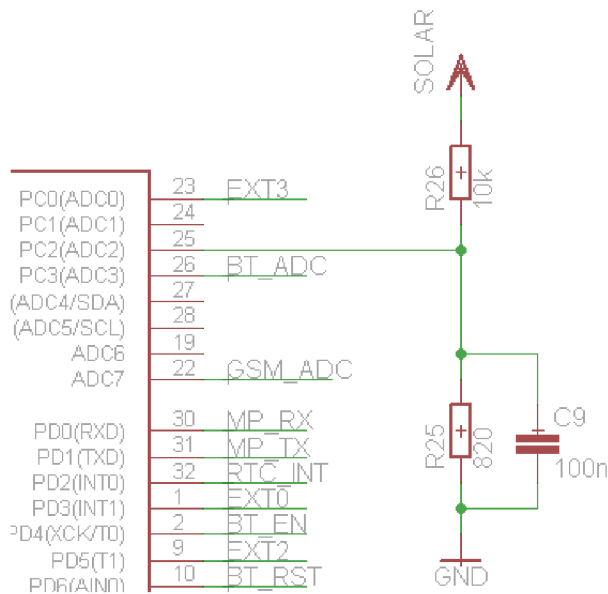 SOLAR
R26
10k
PC0(ADC0) 23 EXT3
PC1(ADC1) 24
PC2(ADC2) 25
PC3(ADC3) 26 BT_ADC
(ADC4/SDA) 27
(ADC5/SCL) 28
ADC6 19
ADC7 22 GSM_ADC
PD0(RXD) 30 MP_RX
PD1(TXD) 31 MP_TX
PD2(INT0) 32 RTC_INT
PD3(INT1) 1 EXT0
PD4(XCK/T0) 2 BT_EN
PD5(T1) 9 EXT2
PD6(AIN0) 10 BT_RST
R25
820
C9
100n
GND